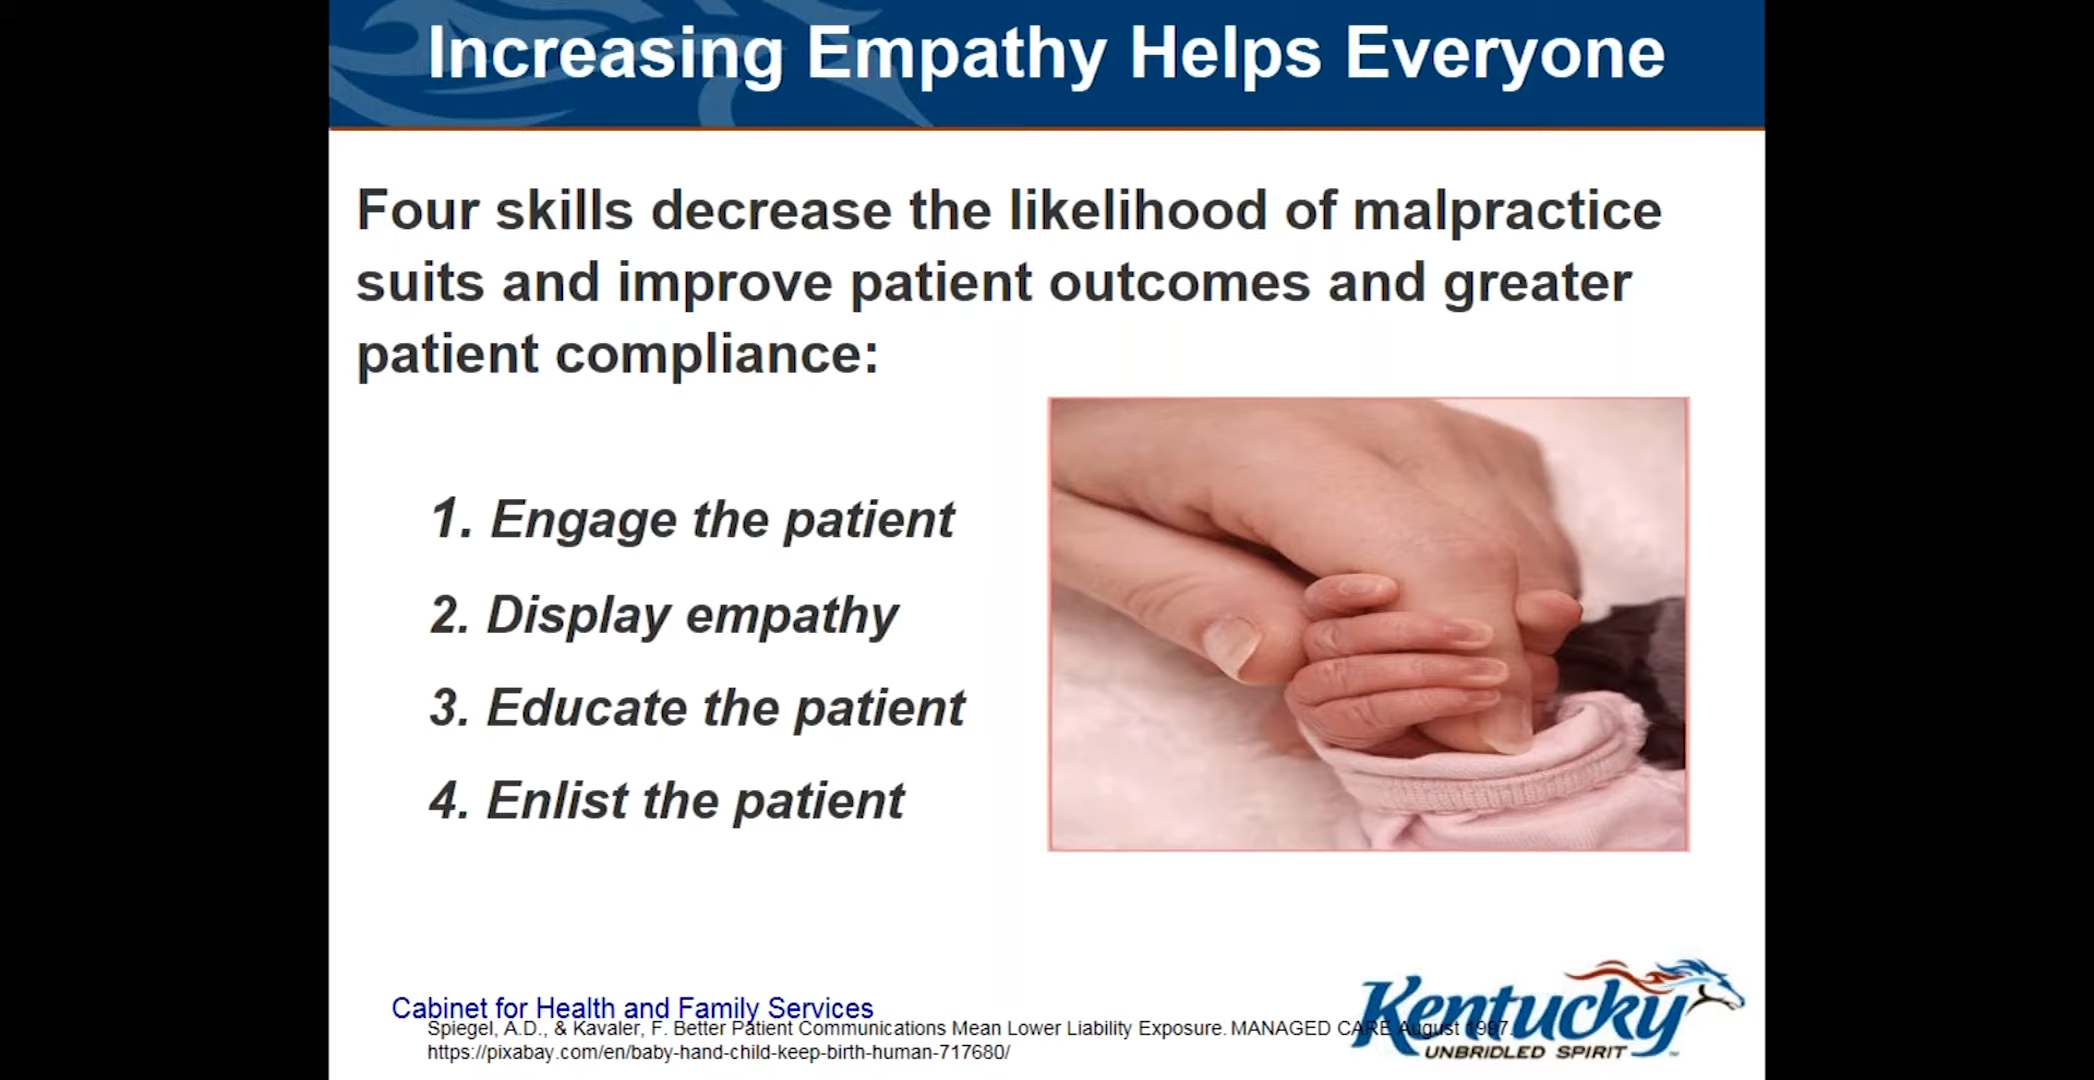 Increasing Empathy Helps Everyone
Four skills decrease the likelihood of malpractice
suits and improve patient outcomes and greater
patient compliance:
1. Engage the patient
2. Display empathy
3. Educate the patient
4. Enlist the patient
Cabinet for Health and Family Services
Spiegel, A.D., & Kavaler, F. Better Patient Communications Mean Lower Liability Exposure. MANAGED CARE August 1997.
https://pixabay.com/en/baby-hand-child-keep-birth-human-717680/
Kentucky
UNBRIDLED SPIRIT